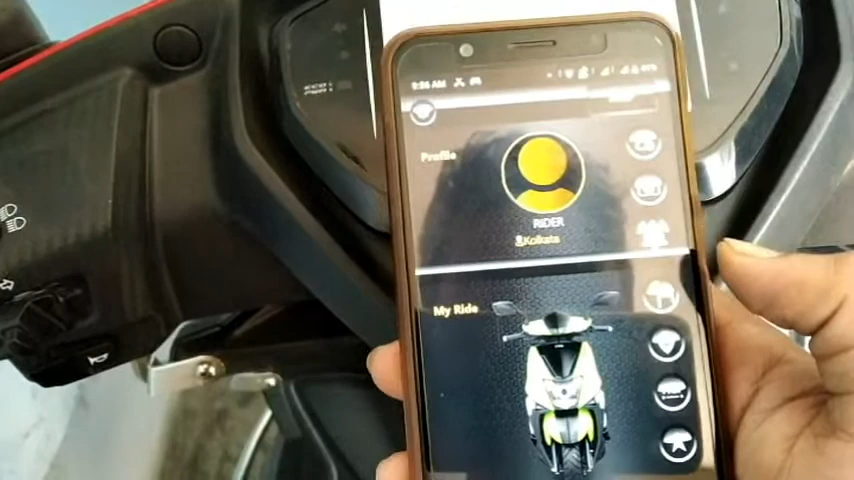 9:56 AM
Profile
RIDER
Kolkata
My Ride